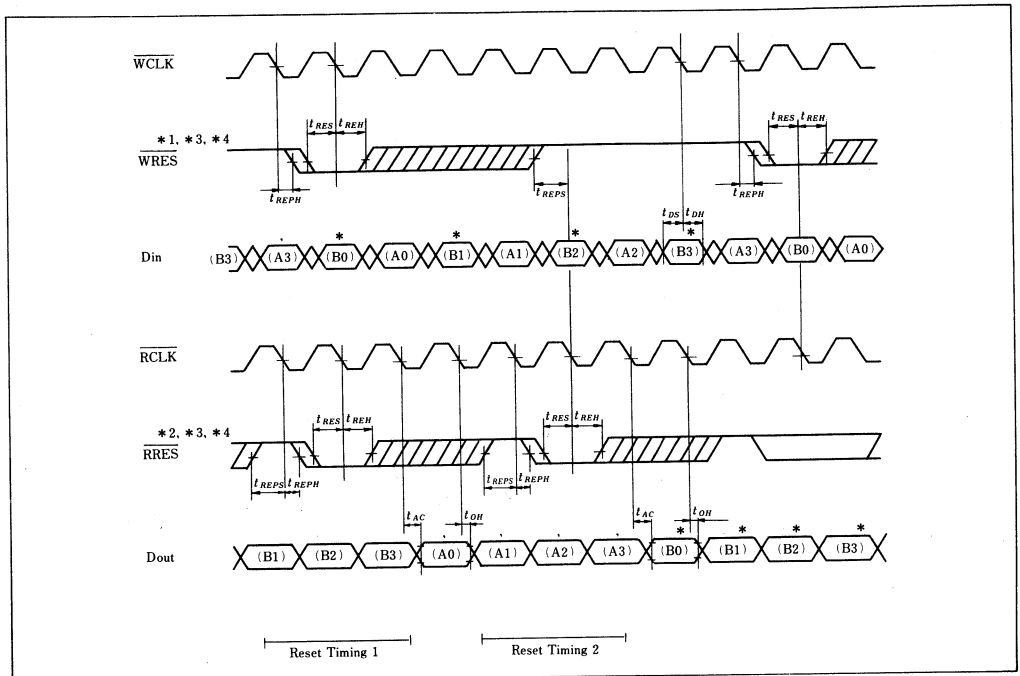 WCLK
*1, *3, *4
WRES
tRES tREH tRES tREH
tREPH tREPS tREPH
tDS tDH
* * * *
Din (B3) (A3) (B0) (A0) (B1) (A1) (B2) (A2) (B3) (A3) (B0) (A0)
RCLK
*2, *3, *4
RRES
tRES tREH tRES tREH
tREPS tREPH tREPS tREPH
tAC tOH tAC tOH
* * * *
Dout (B1) (B2) (B3) (A0) (A1) (A2) (A3) (B0) (B1) (B2) (B3)
Reset Timing 1 Reset Timing 2